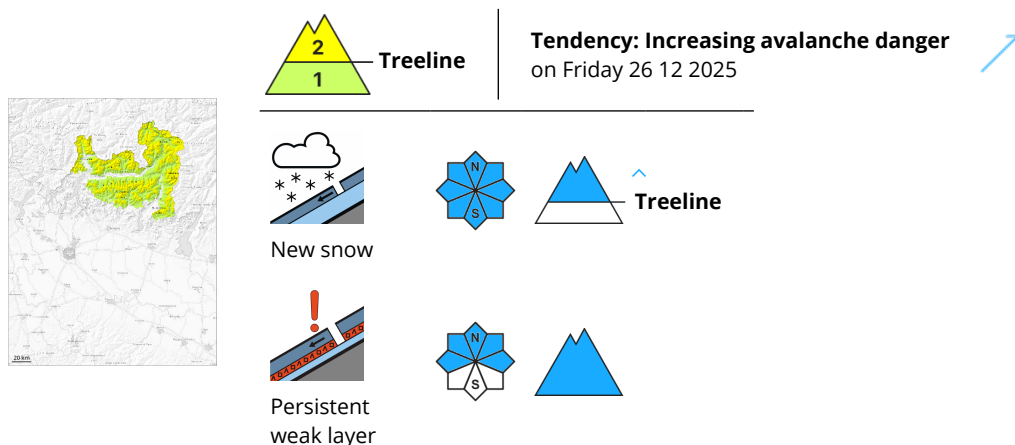 2
Treeline
1
Tendency: Increasing avalanche danger
on Friday 26 12 2025
N
S
Treeline
New snow
20 km
N
S
Persistent
weak layer